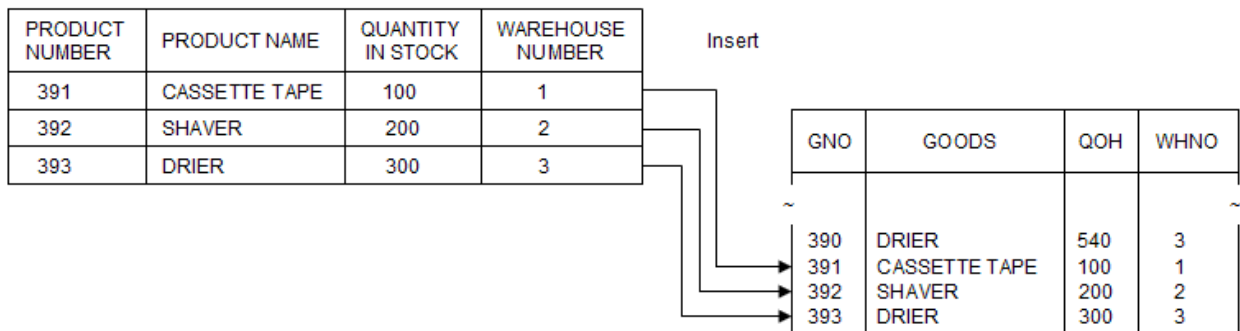 PRODUCT NUMBER PRODUCT NAME QUANTITY IN STOCK WAREHOUSE NUMBER
391 CASSETTE TAPE 100 1
392 SHAVER 200 2
393 DRIER 300 3
Insert
GNO GOODS QOH WHNO
~ ~
390 DRIER 540 3
391 CASSETTE TAPE 100 1
392 SHAVER 200 2
393 DRIER 300 3